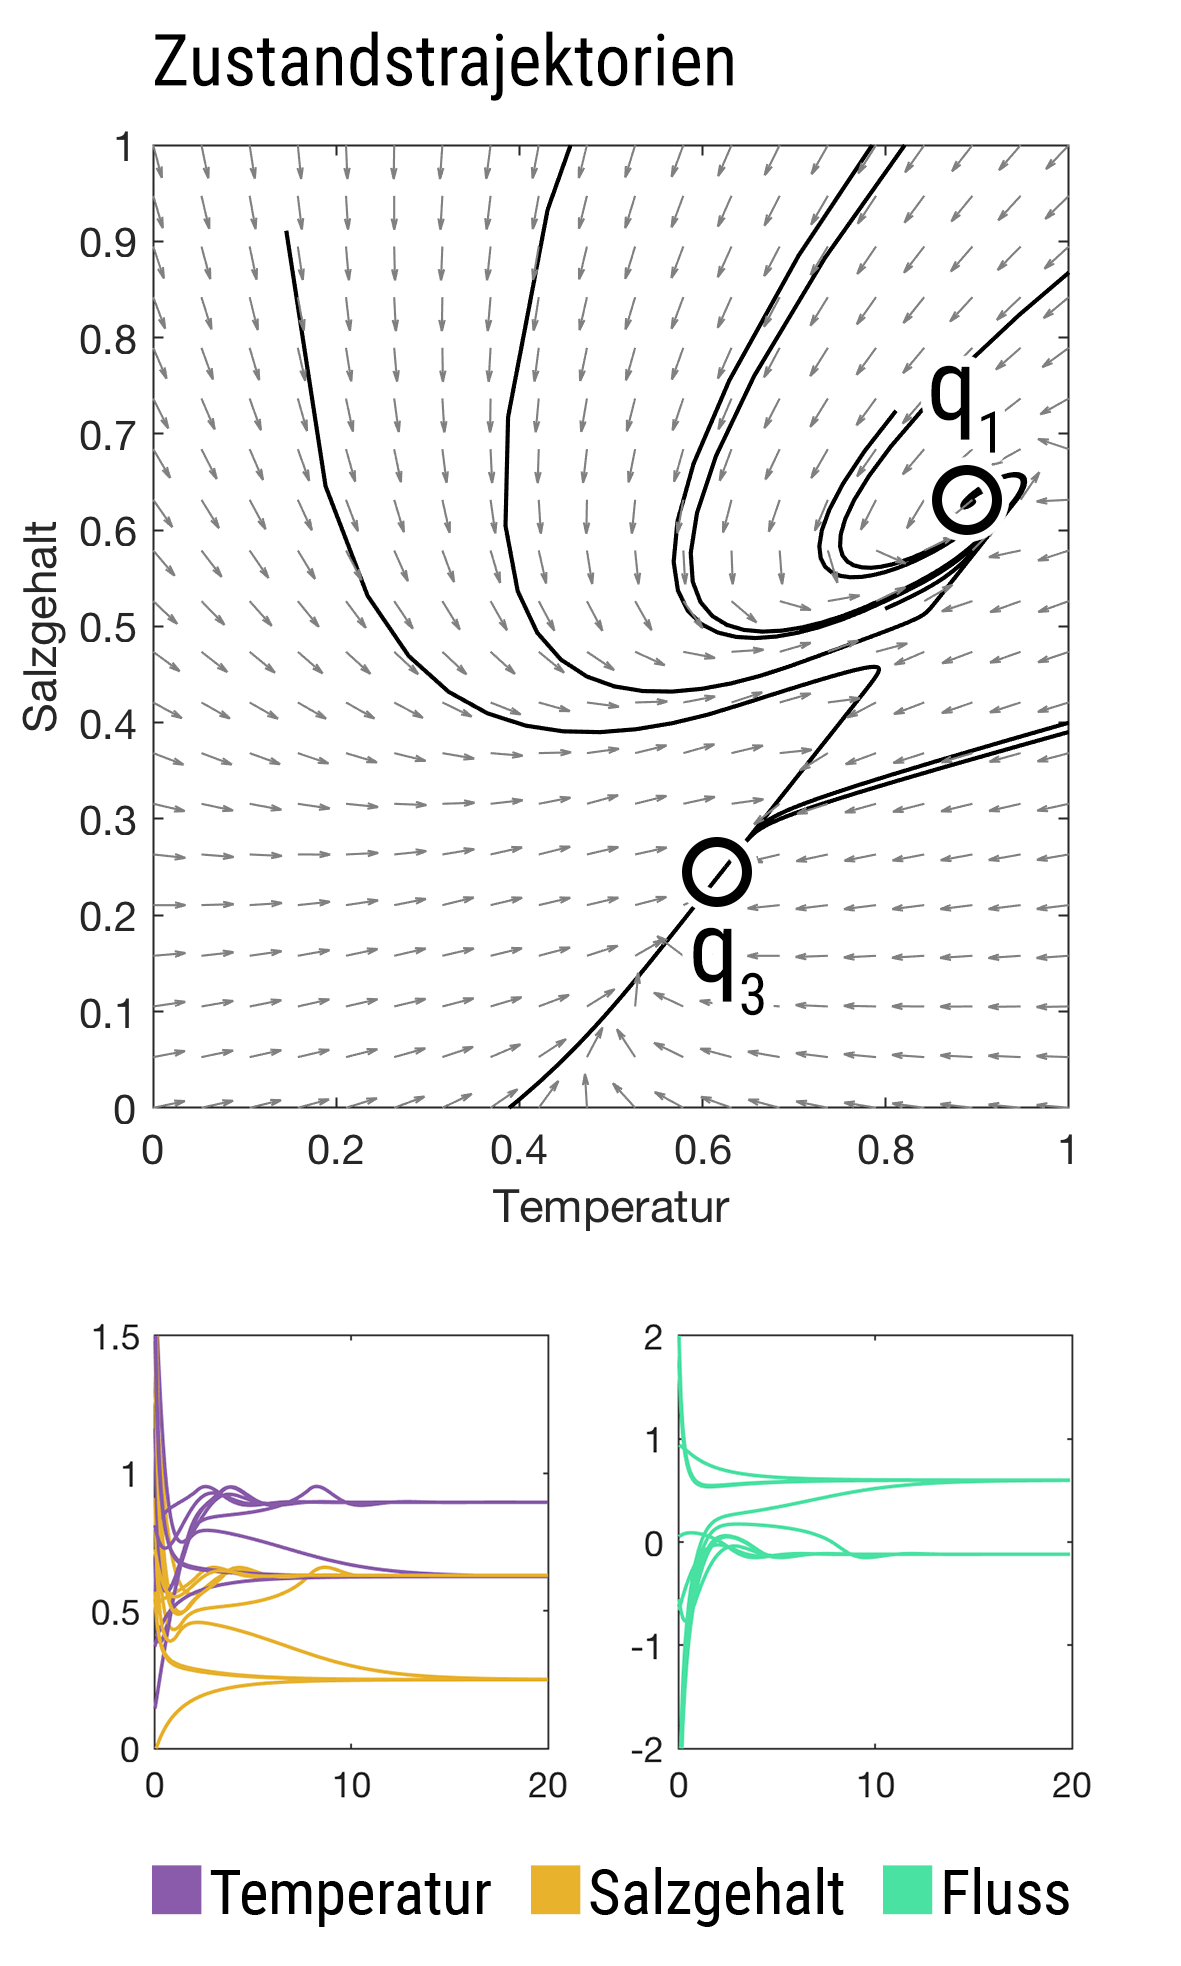 Zustandstrajektorien
1
0.9
0.8
0.7
0.6
0.5
0.4
0.3
0.2
0.1
0
Salzgehalt
q1
q3
0 0.2 0.4 0.6 0.8 1
Temperatur
1.5
1
0.5
0
0 10 20
2
1
0
-1
-2
0 10 20
Temperatur Salzgehalt Fluss